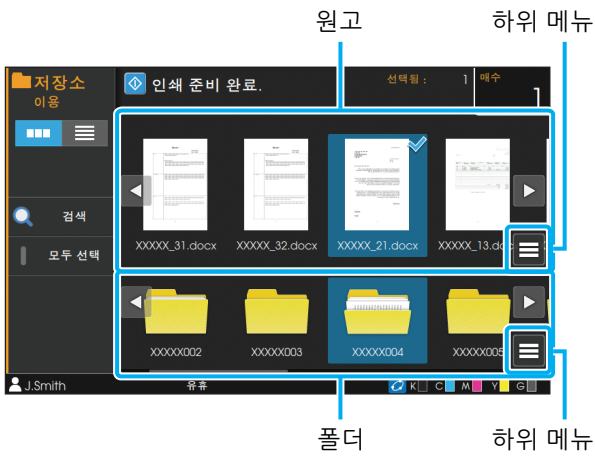 원고
하위 메뉴
저장소
이용
인쇄 준비 완료.
선택됨 :
1
매수
1
검색
모두 선택
XXXXX_31.docx
XXXXX_32.docx
XXXXX_21.docx
XXXXX_13.do
XXXXX002
XXXXX003
XXXXX004
XXXXX005
J.Smith
유휴
K
C
M
Y
G
폴더
하위 메뉴